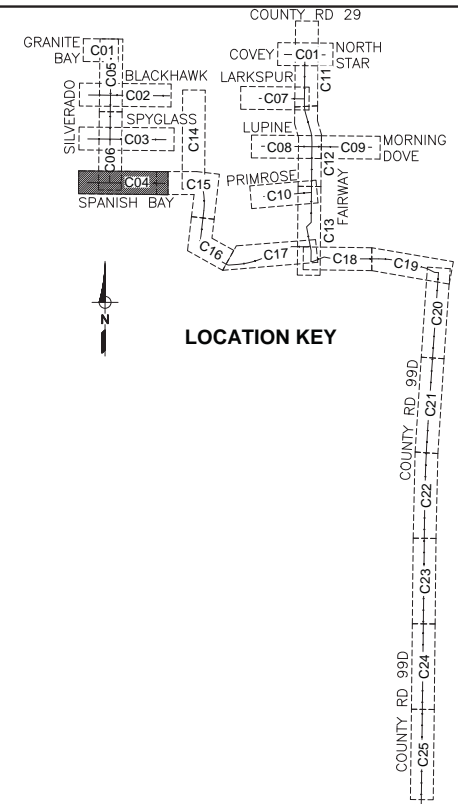 COUNTY RD 29
GRANITE
BAY
C01
COVEY
C01
NORTH
STAR
C05
C11
BLACKHAWK
LARKSPUR
SILVERADO
C02
C07
SPYGLASS
C14
LUPINE
C03
C08
C12
C09
MORNING
DOVE
C06
PRIMROSE
C04
C15
C10
FAIRWAY
SPANISH BAY
C13
C16
C17
C18
C19
N
LOCATION KEY
C20
COUNTY RD 99D
C21
C22
C23
COUNTY RD 99D
C24
C25